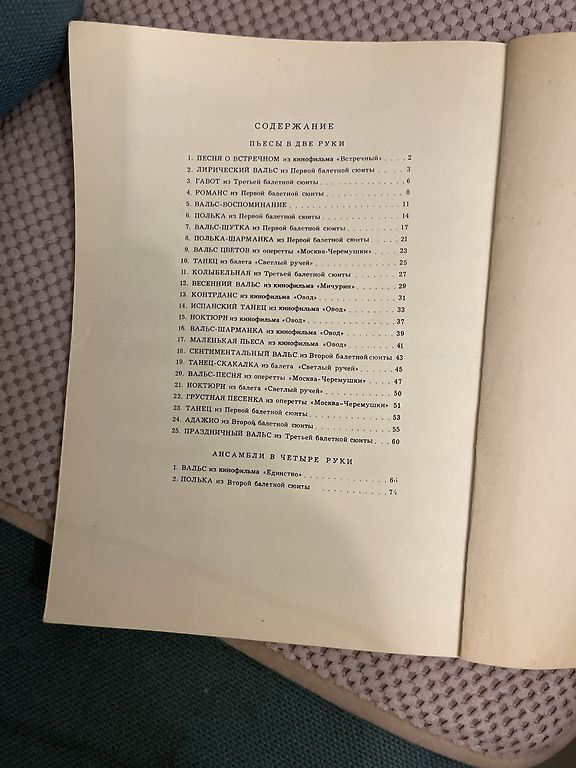 СОДЕРЖАНИЕ
ПЬЕСЫ В ДВЕ РУКИ
1. ПЕСНЯ О ВСТРЕЧНОМ из кинофильма «Встречный» . . . . 2
2. ЛИРИЧЕСКИЙ ВАЛЬС из Первой балетной сюиты . . . . 3
3. ГАВОТ из Третьей балетной сюиты . . . . 6
4. РОМАНС из Первой балетной сюиты . . . . 8
5. ВАЛЬС-ВОСПОМИНАНИЕ . . . . 11
6. ПОЛЬКА из Первой балетной сюиты . . . . 14
7. ВАЛЬС-ШУТКА из Первой балетной сюиты . . . . 17
8. ПОЛЬКА-ШАРМАНКА из Первой балетной сюиты . . . . 21
9. ВАЛЬС ЦВЕТОВ из оперетты «Москва-Черемушки» . . . . 23
10. ТАНЕЦ из балета «Светлый ручей» . . . . 25
11. КОЛЫБЕЛЬНАЯ из Третьей балетной сюиты . . . . 27
12. ВЕСЕННИЙ ВАЛЬС из кинофильма «Мичурин» . . . . 29
13. КОНТРДАНС из кинофильма «Овод» . . . . 31
14. ИСПАНСКИЙ ТАНЕЦ из кинофильма «Овод» . . . . 33
15. НОКТЮРН из кинофильма «Овод» . . . . 37
16. ВАЛЬС-ШАРМАНКА из кинофильма «Овод» . . . . 39
17. МАЛЕНЬКАЯ ПЬЕСА из кинофильма «Овод» . . . . 41
18. СЕНТИМЕНТАЛЬНЫЙ ВАЛЬС из Второй балетной сюиты 43
19. ТАНЕЦ-СКАКАЛКА из балета «Светлый ручей» . . . . 45
20. ВАЛЬС-ПЕСНЯ из оперетты «Москва-Черемушки» . . . . 47
21. НОКТЮРН из балета «Светлый ручей» . . . . 50
22. ГРУСТНАЯ ПЕСЕНКА из оперетты «Москва-Черемушки» 51
23. ТАНЕЦ из Первой балетной сюиты . . . . 53
24. АДАЖИО из Второй балетной сюиты . . . . 55
25. ПРАЗДНИЧНЫЙ ВАЛЬС из Третьей балетной сюиты . . . 60
АНСАМБЛИ В ЧЕТЫРЕ РУКИ
1. ВАЛЬС из кинофильма «Единство» . . . .
2. ПОЛЬКА из Второй балетной сюиты . . . . 74